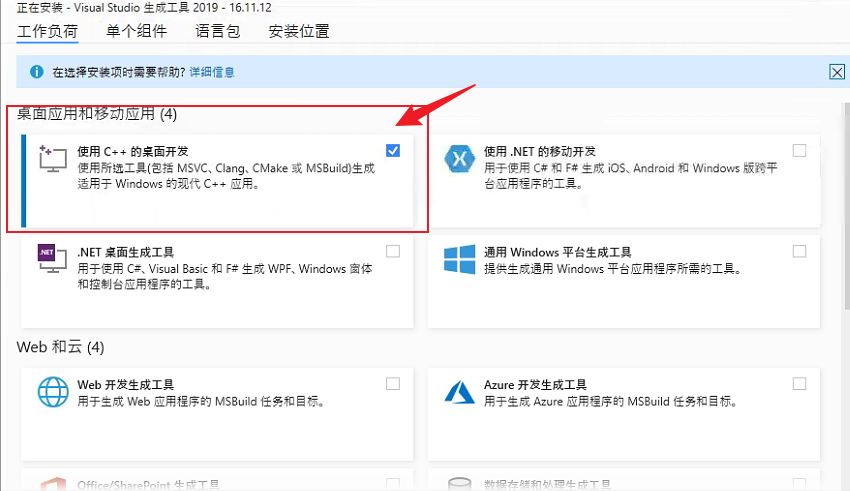 正在安装 - Visual Studio 生成工具 2019 - 16.11.12
工作负荷 单个组件 语言包 安装位置
在选择安装项时需要帮助? 详细信息
桌面应用和移动应用 (4)
使用 C++ 的桌面开发
使用所选工具(包括 MSVC、Clang、CMake 或 MSBuild)生成
适用于 Windows 的现代 C++ 应用。
使用 .NET 的移动开发
用于使用 C# 和 F# 生成 iOS、Android 和 Windows 版跨平
台应用程序的工具。
.NET
.NET 桌面生成工具
用于使用 C#、Visual Basic 和 F# 生成 WPF、Windows 窗体
和控制台应用程序的工具。
通用 Windows 平台生成工具
提供生成通用 Windows 平台应用程序所需的工具。
Web 和云 (4)
Web 开发生成工具
用于生成 Web 应用程序的 MSBuild 任务和目标。
Azure 开发生成工具
用于生成 Azure 应用程序的 MSBuild 任务和目标。
Office/SharePoint 生成工具
数据存储和处理生成工具